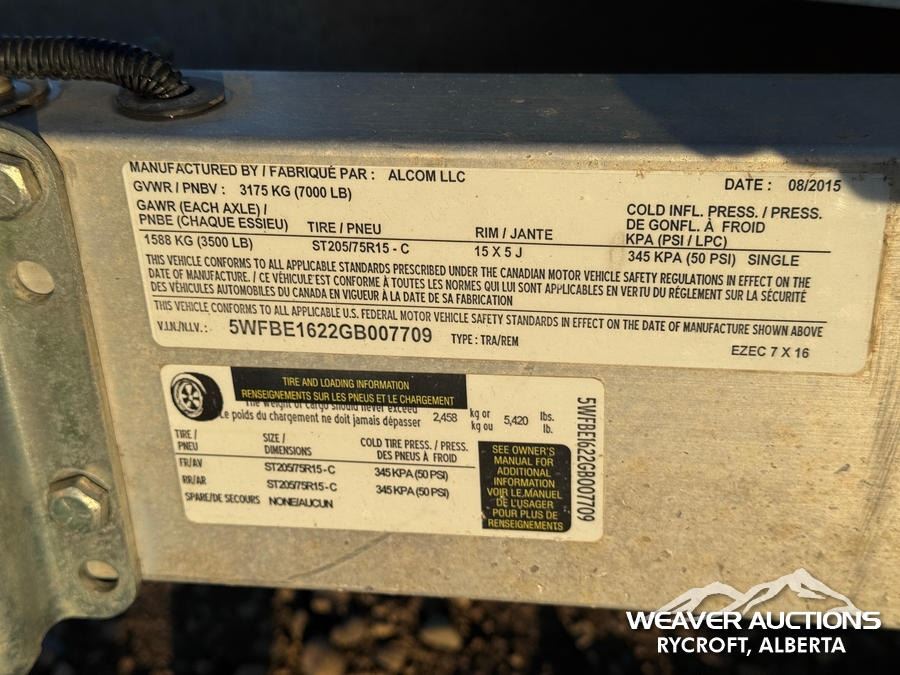 MANUFACTURED BY / FABRIQUÉ PAR : ALCOM LLC DATE : 08/2015
GVWR / PNBV : 3175 KG (7000 LB)
GAWR (EACH AXLE) /
PNBE (CHAQUE ESSIEU) TIRE / PNEU RIM / JANTE
COLD INFL. PRESS. / PRESS.
DE GONFL. À FROID
KPA (PSI / LPC)
1588 KG (3500 LB) ST205/75R15 - C 15 X 5 J 345 KPA (50 PSI) SINGLE
THIS VEHICLE CONFORMS TO ALL APPLICABLE STANDARDS PRESCRIBED UNDER THE CANADIAN MOTOR VEHICLE SAFETY REGULATIONS IN EFFECT ON THE
DATE OF MANUFACTURE. / CE VÉHICULE EST CONFORME À TOUTES LES NORMES QUI LUI SONT APPLICABLES EN VERTU DU RÉGLEMENT SUR LA SÉCURITÉ
DES VÉHICULES AUTOMOBILES DU CANADA EN VIGUEUR À LA DATE DE SA FABRICATION
THIS VEHICLE CONFORMS TO ALL APPLICABLE U.S. FEDERAL MOTOR VEHICLE SAFETY STANDARDS IN EFFECT ON THE DATE OF MANUFACTURE SHOWN ABOVE
V.I.N./N.I.V. : 5WFBE1622GB007709 TYPE : TRA/REM
EZEC 7 X 16
TIRE AND LOADING INFORMATION
RENSEIGNEMENTS SUR LES PNEUS ET LE CHARGEMENT
The weight of cargo should never exceed
Le poids du chargement ne doit jamais dépasser 2,458 kg or
kg ou 5,420 lbs.
lb.
TIRE /
PNEU SIZE /
DIMENSIONS COLD TIRE PRESS. / PRESS.
DES PNEUS À FROID
FR/AV ST205/75R15 - C 345 KPA (50 PSI)
RR/AR ST205/75R15 - C 345 KPA (50 PSI)
SPARE/DE SECOURS NONE/AUCUN
SEE OWNER'S
MANUAL FOR
ADDITIONAL
INFORMATION
VOIR LE MANUEL
DE L'USAGER
POUR PLUS DE
RENSEIGNEMENTS
5WFBE1622GB007709
WEAVER AUCTIONS
RYCROFT, ALBERTA